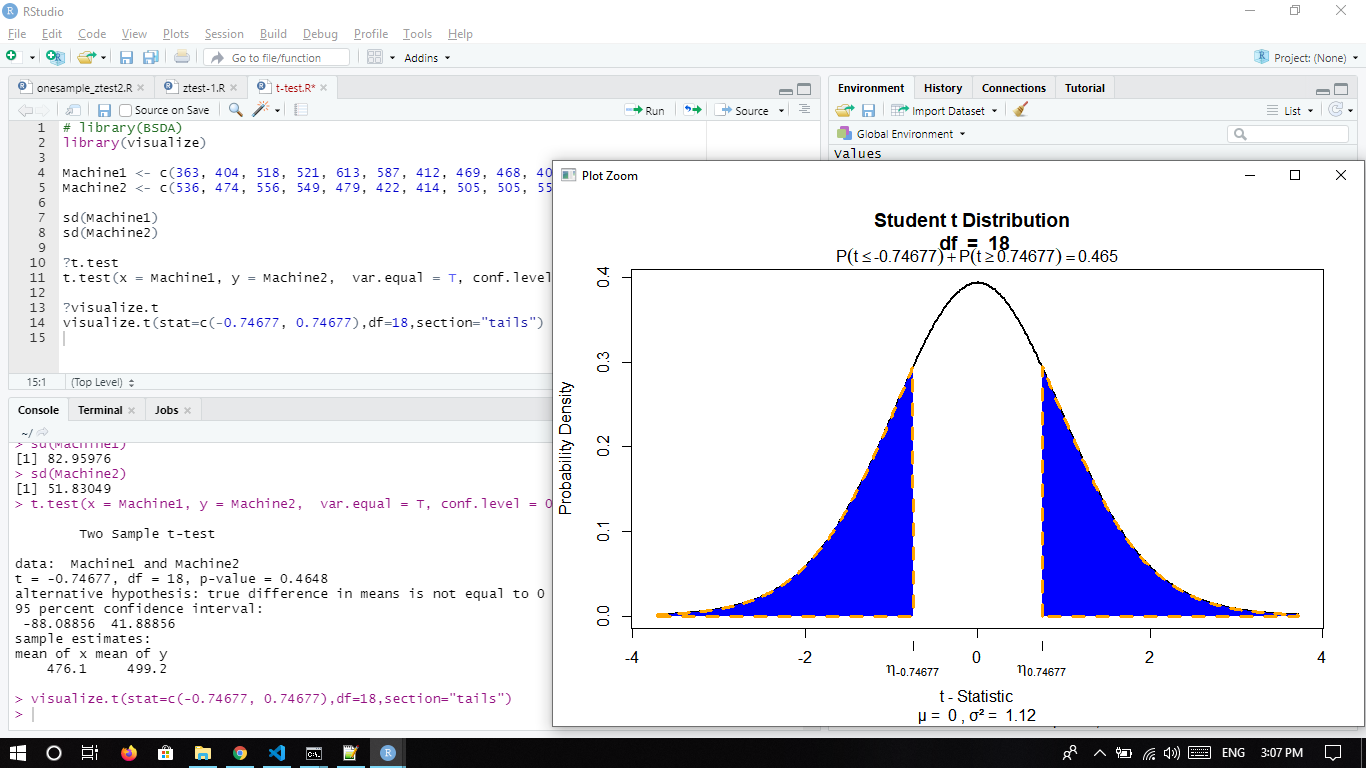 RStudio
File Edit Code View Plots Session Build Debug Profile Tools Help
Go to file/function
Addins
Project: (None)
onesample_ztest2.R
ztest-1.R
t-test.R*
Source on Save
Run
Source
1 # library(BSDA)
2 library(visualize)
3
4 Machine1 <- c(363, 404, 518, 521, 613, 587, 412, 469, 468, 40
5 Machine2 <- c(536, 474, 556, 549, 479, 422, 414, 505, 505, 55
6
7 sd(Machine1)
8 sd(Machine2)
9
10 ?t.test
11 t.test(x = Machine1, y = Machine2,  var.equal = T, conf.level
12
13 ?visualize.t
14 visualize.t(stat=c(-0.74677, 0.74677),df=18,section="tails")
15
15:1 (Top Level)
Console Terminal Jobs
~/
> sd(Machine1)
[1] 82.95976
> sd(Machine2)
[1] 51.83049
> t.test(x = Machine1, y = Machine2,  var.equal = T, conf.level = 0
Two Sample t-test
data:  Machine1 and Machine2
t = -0.74677, df = 18, p-value = 0.4648
alternative hypothesis: true difference in means is not equal to 0
95 percent confidence interval:
-88.08856  41.88856
sample estimates:
mean of x mean of y
476.1     499.2
> visualize.t(stat=c(-0.74677, 0.74677),df=18,section="tails")
>
Environment History Connections Tutorial
Import Dataset
List
Global Environment
Values
Plot Zoom
Student t Distribution
df = 18
P(t ≤ -0.74677) + P(t ≥ 0.74677) = 0.465
Probability Density
0.4
0.3
0.2
0.1
0.0
-4 -2 0 2 4
η-0.74677 η0.74677
t - Statistic
μ = 0 , σ² = 1.12
ENG 3:07 PM